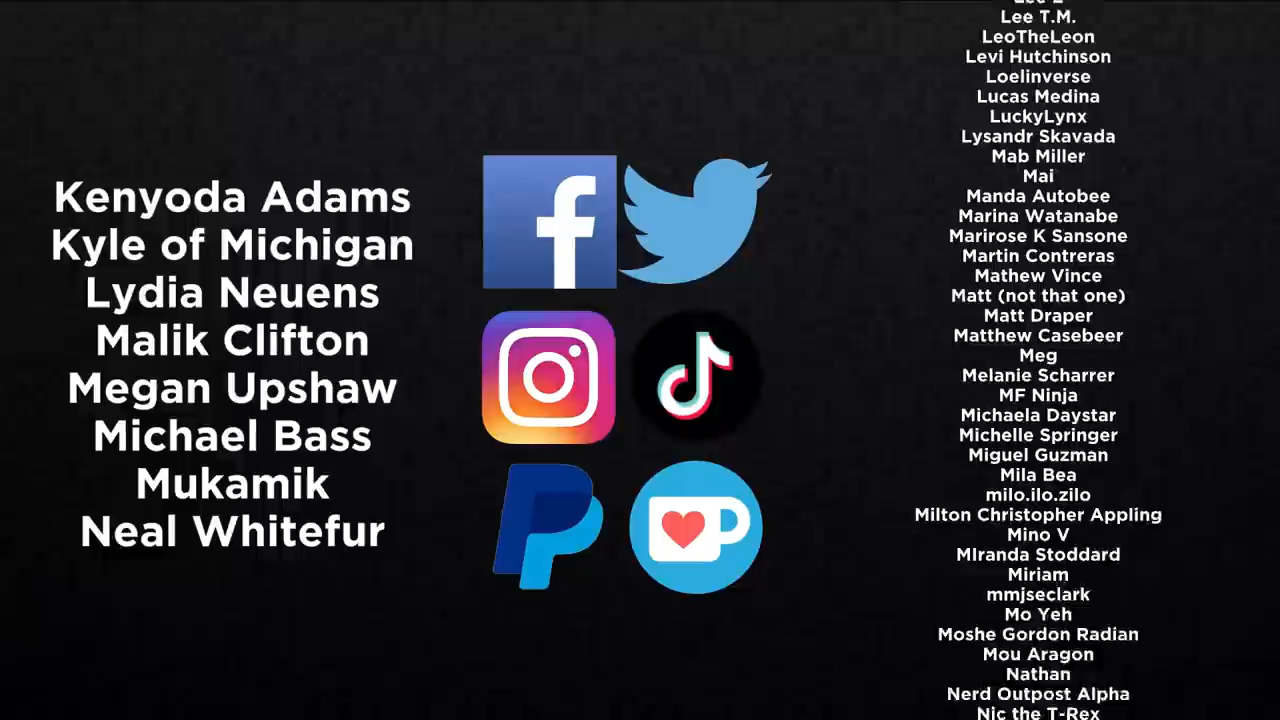 Kenyoda Adams
Kyle of Michigan
Lydia Neuens
Malik Clifton
Megan Upshaw
Michael Bass
Mukamik
Neal Whitefur
Lee T.M.
LeoTheLeon
Levi Hutchinson
Loelinverse
Lucas Medina
LuckyLynx
Lysandr Skavada
Mab Miller
Mai
Manda Autobee
Marina Watanabe
Marirose K Sansone
Martin Contreras
Mathew Vince
Matt (not that one)
Matt Draper
Matthew Casebeer
Meg
Melanie Scharrer
MF Ninja
Michaela Daystar
Michelle Springer
Miguel Guzman
Mila Bea
milo.ilo.zilo
Milton Christopher Appling
Mino V
MIranda Stoddard
Miriam
mmjseclark
Mo Yeh
Moshe Gordon Radian
Mou Aragon
Nathan
Nerd Outpost Alpha
Nic the T-Rex